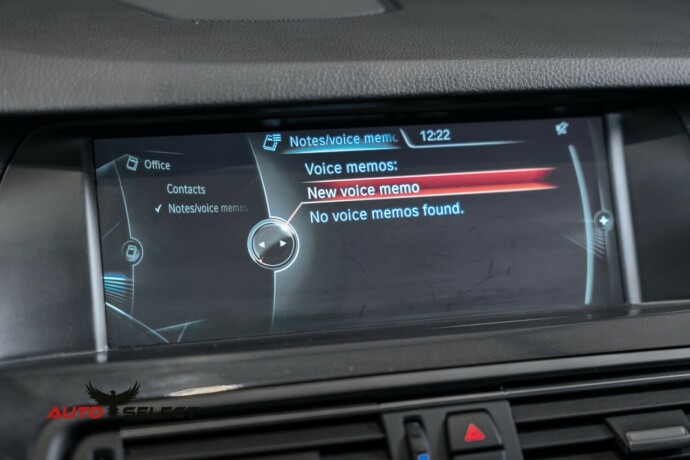 Notes/voice memo
12:22
Office
Contacts
Notes/voice memos
Voice memos:
New voice memo
No voice memos found.
AUTO SELECT